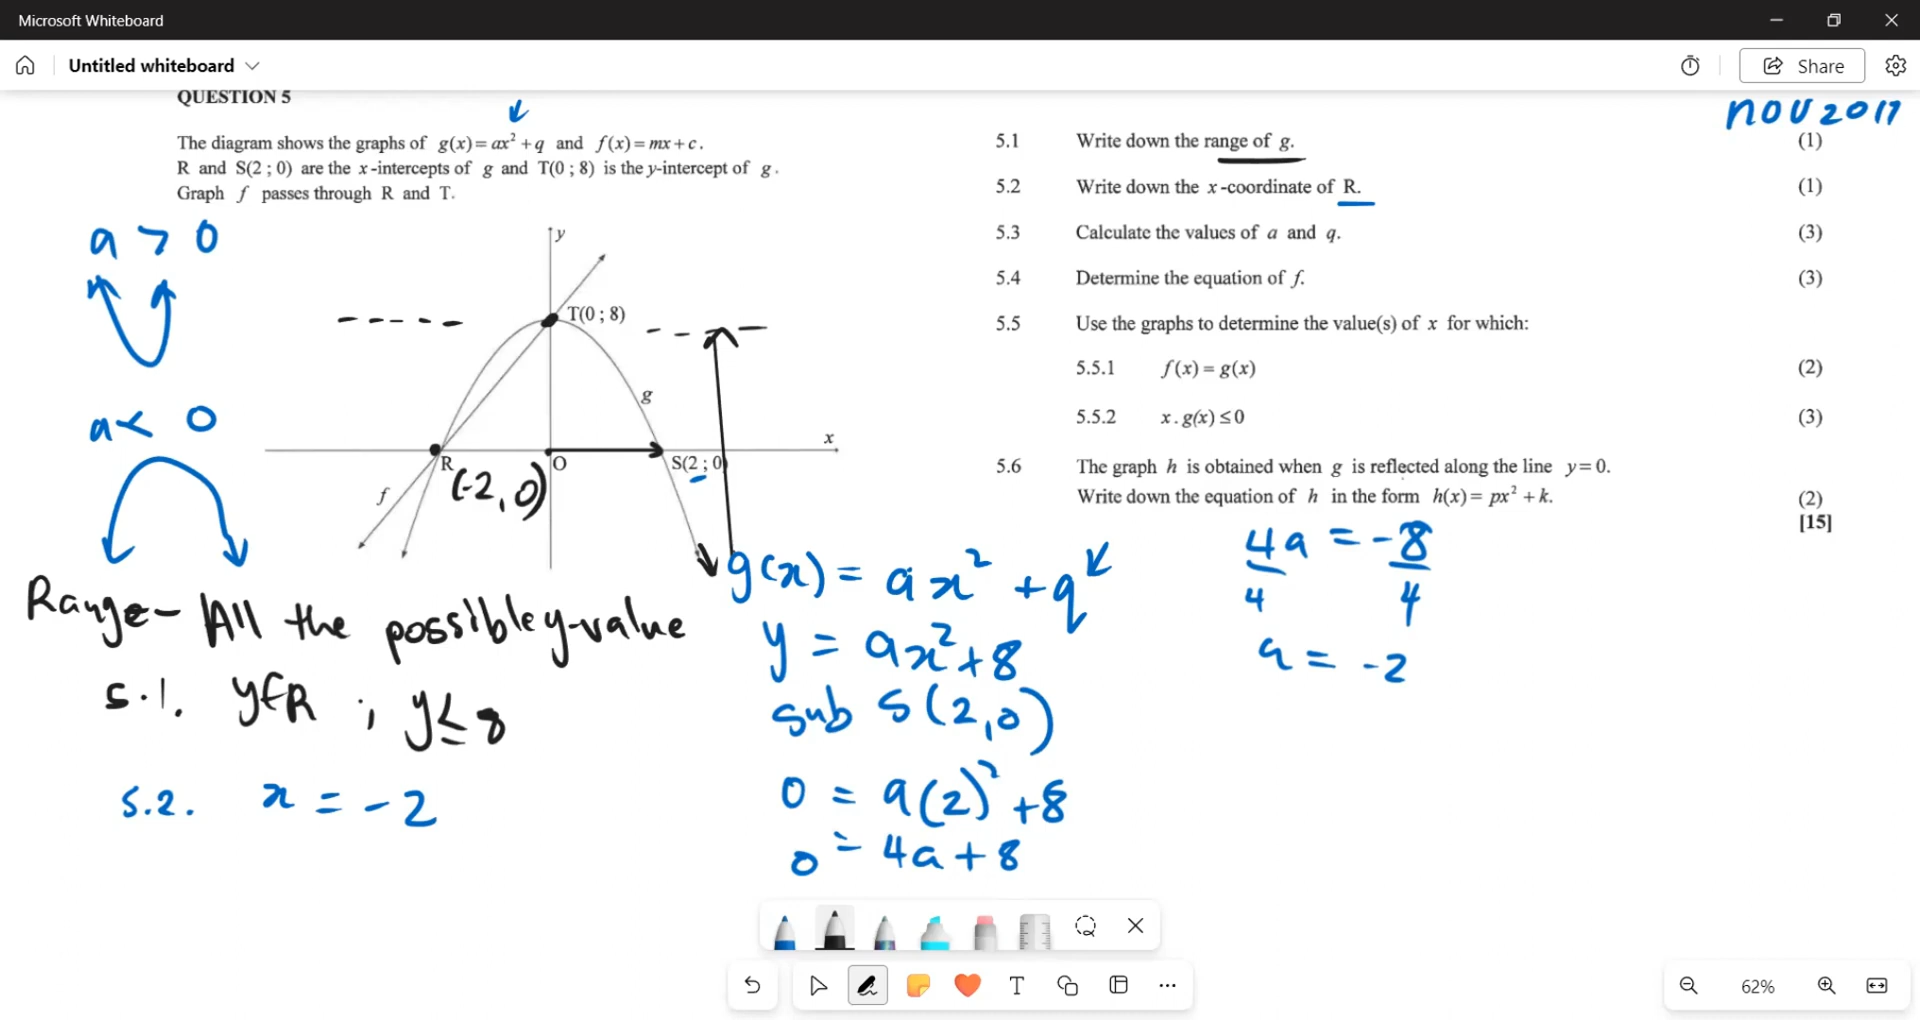 Microsoft Whiteboard
Untitled whiteboard
Share
QUESTION 5
The diagram shows the graphs of g(x)= ax² + q and f(x)= mx + c.
R and S(2 ; 0) are the x-intercepts of g and T(0 ; 8) is the y-intercept of g.
Graph f passes through R and T.
a > 0
a < 0
y
T(0 ; 8)
g
x
R
O
S(2 ; 0
(-2, 0)
f
Range- All the possible y-value
5.1. y∈R ; y≤8
5.2. x = -2
nov 2017
5.1 Write down the range of g. (1)
5.2 Write down the x-coordinate of R. (1)
5.3 Calculate the values of a and q. (3)
5.4 Determine the equation of f. (3)
5.5 Use the graphs to determine the value(s) of x for which:
5.5.1 f(x) = g(x) (2)
5.5.2 x . g(x) ≤ 0 (3)
5.6 The graph h is obtained when g is reflected along the line y = 0.
Write down the equation of h in the form h(x) = px² + k. (2)
[15]
g(x) = ax² + q
y = ax² + 8
sub S(2,0)
0 = a(2)² + 8
0 = 4a + 8
4a = -8
4 4
a = -2
62%